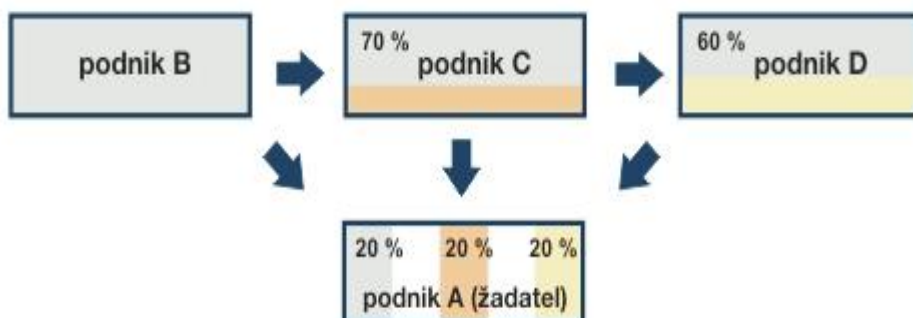 podnik B
70 %
podnik C
60 %
podnik D
20 % 20 % 20 %
podnik A (žadatel)